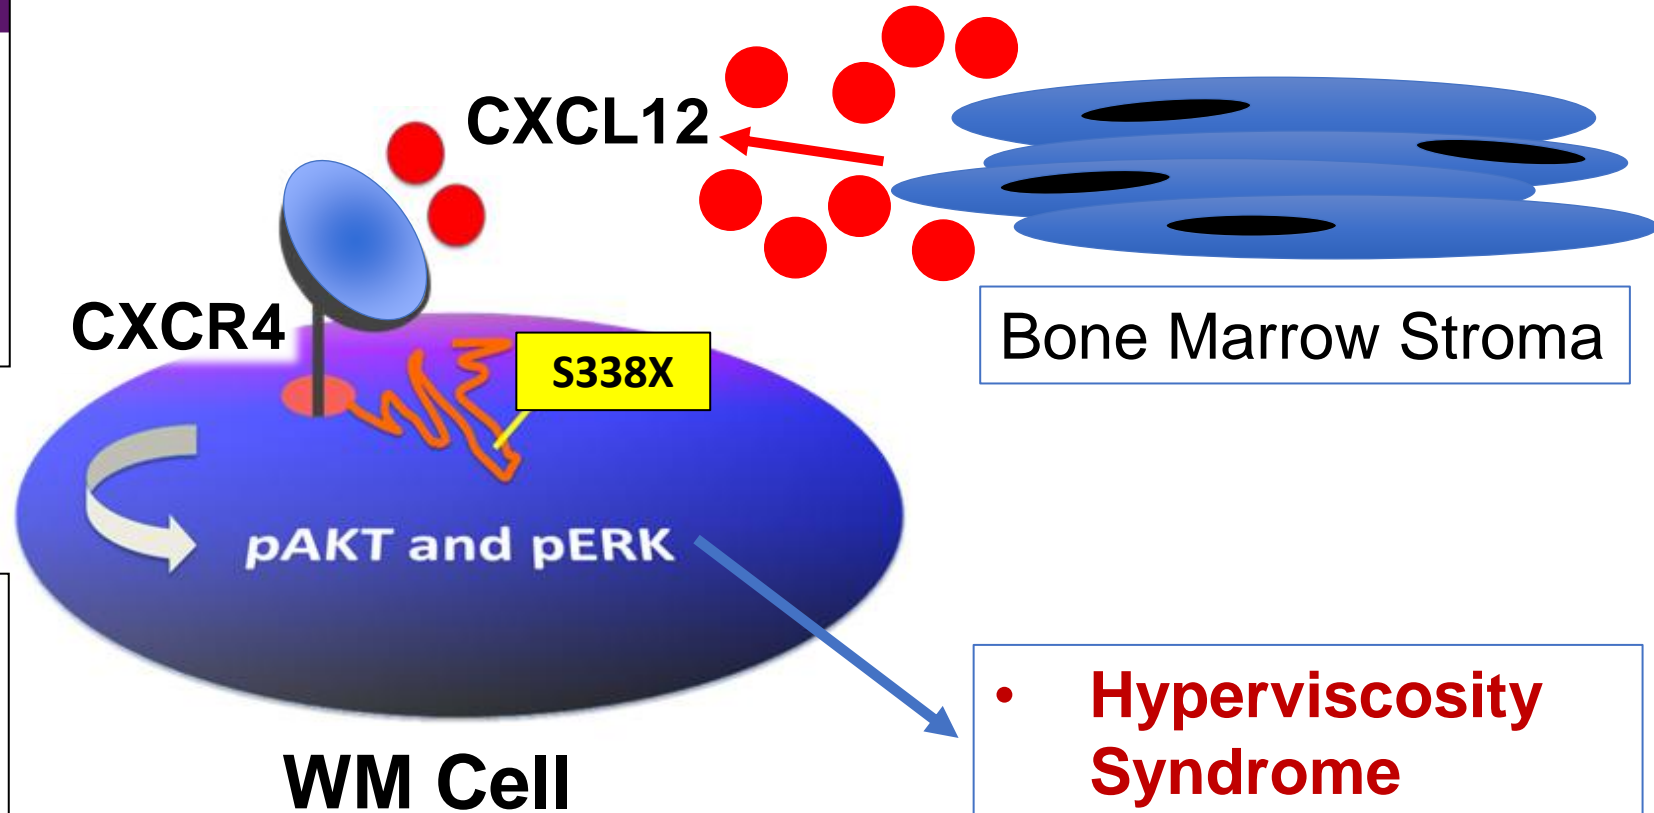 CXCL12
CXCR4
S338X
Bone Marrow Stroma
pAKT and pERK
• Hyperviscosity
Syndrome
WM Cell